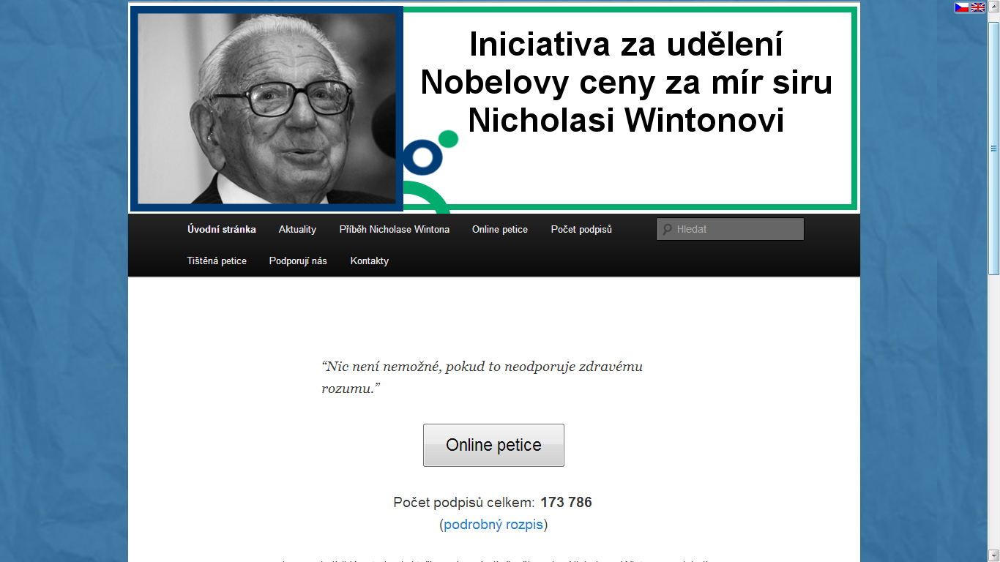 Iniciativa za udělení
Nobelovy ceny za mír siru
Nicholasi Wintonovi
Úvodní stránka Aktuality Příběh Nicholase Wintona Online petice Počet podpisů Hledat
Tištěná petice Podporují nás Kontakty
“Nic není nemožné, pokud to neodporuje zdravému
rozumu.”
Online petice
Počet podpisů celkem: 173 786
(podrobný rozpis)